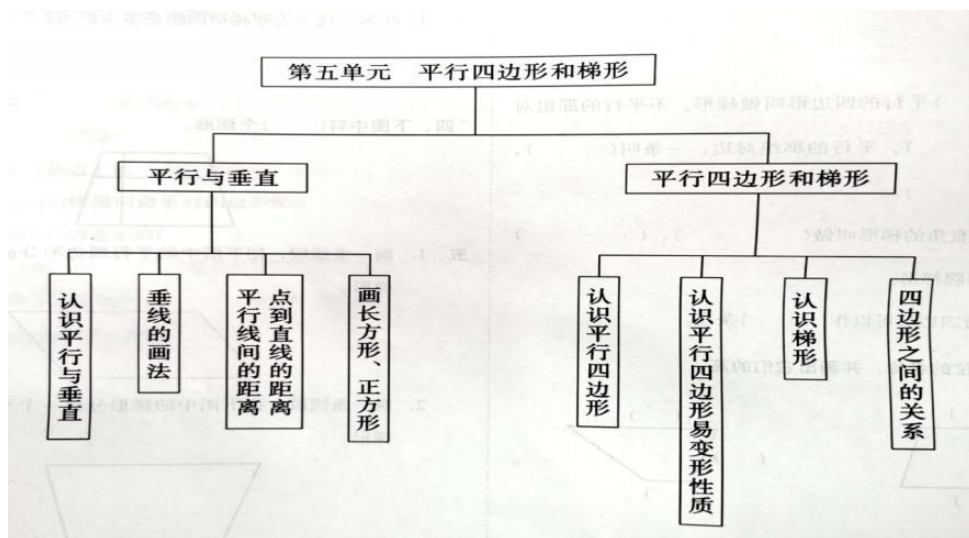 第五单元 平行四边形和梯形
平行与垂直
平行四边形和梯形
认识平行与垂直
垂线的画法
点到直线的距离
平行线间的距离
画长方形、正方形
认识平行四边形
认识平行四边形易变形性质
认识梯形
四边形之间的关系